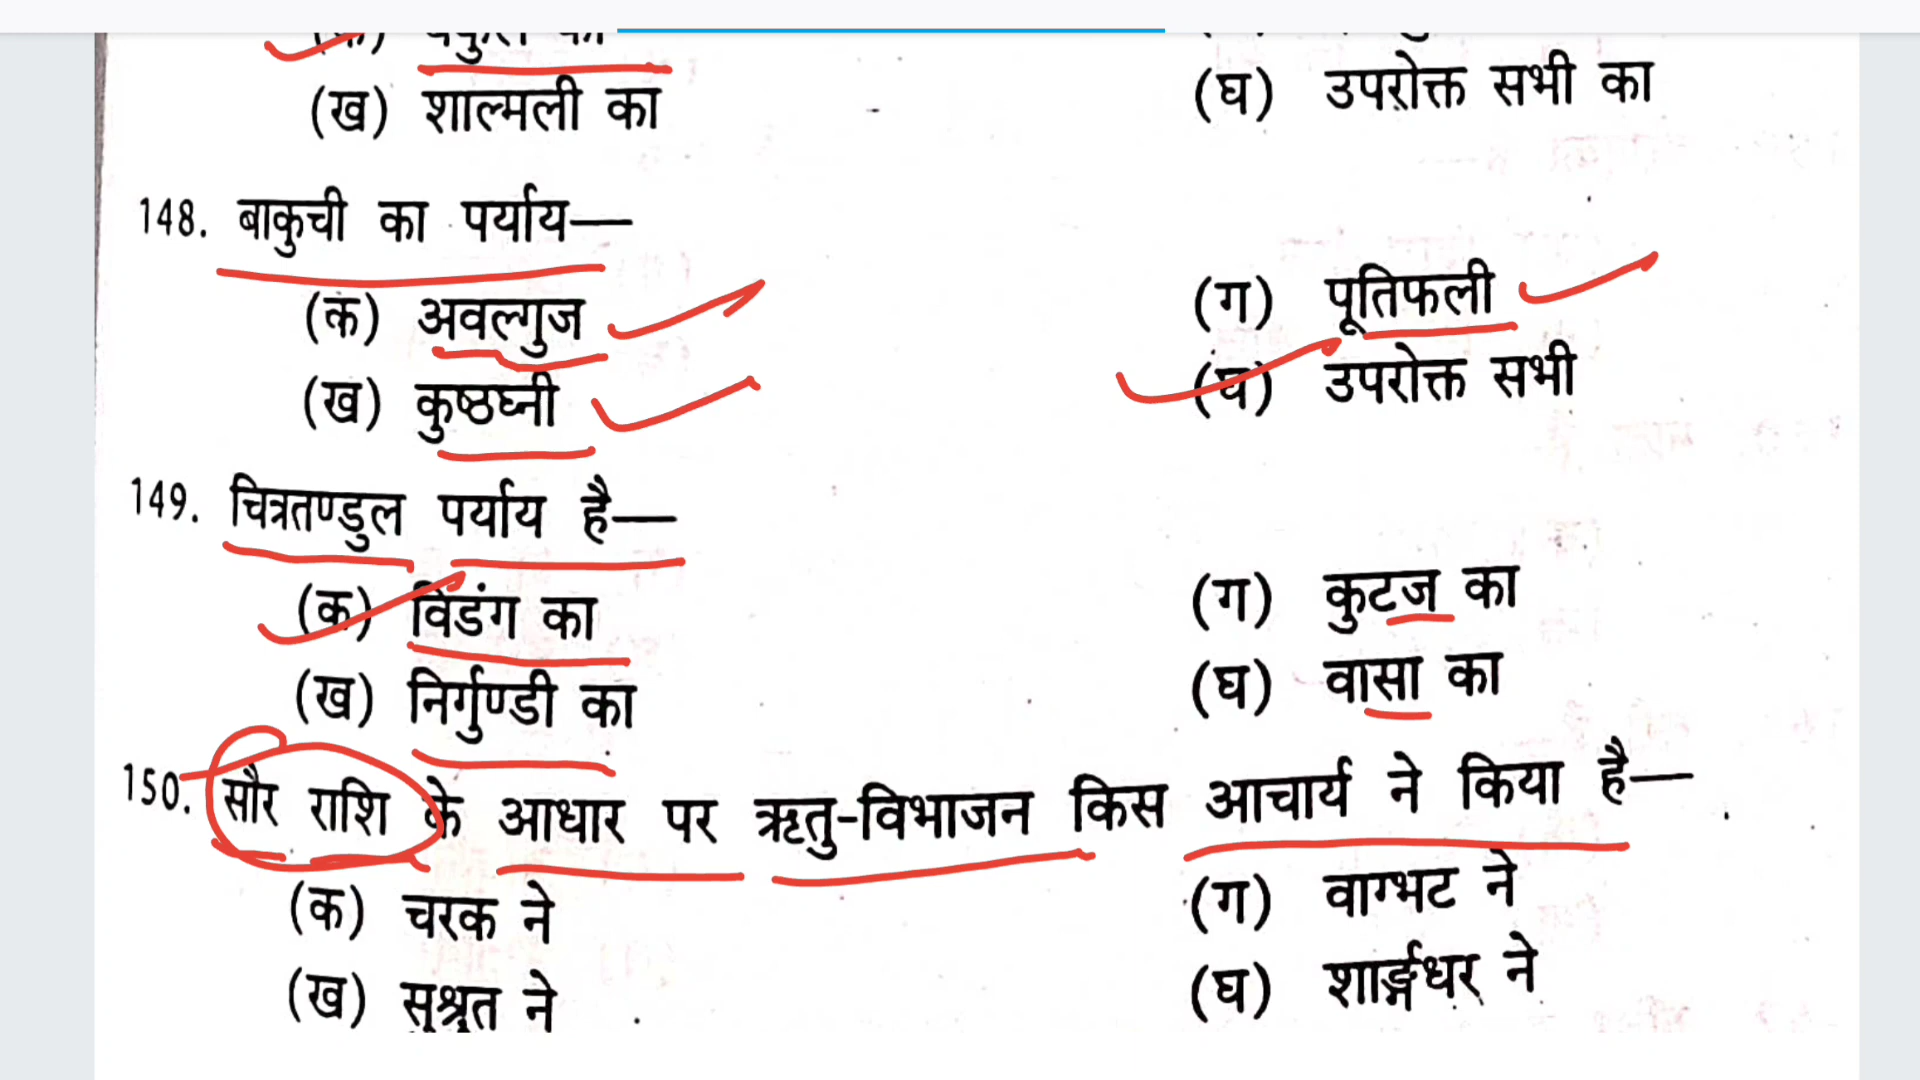 (ख) शाल्मली का
(घ) उपरोक्त सभी का
148. बाकुची का पर्याय—
(क) अवल्गुज
(ग) पूतिफली
(ख) कुष्ठघ्नी
(घ) उपरोक्त सभी
149. चित्रतण्डुल पर्याय है—
(क) विडंग का
(ग) कुटज का
(ख) निर्गुण्डी का
(घ) वासा का
150. सौर राशि के आधार पर ऋतु-विभाजन किस आचार्य ने किया है—
(क) चरक ने
(ग) वाग्भट ने
(ख) सुश्रुत ने
(घ) शार्ङ्गधर ने